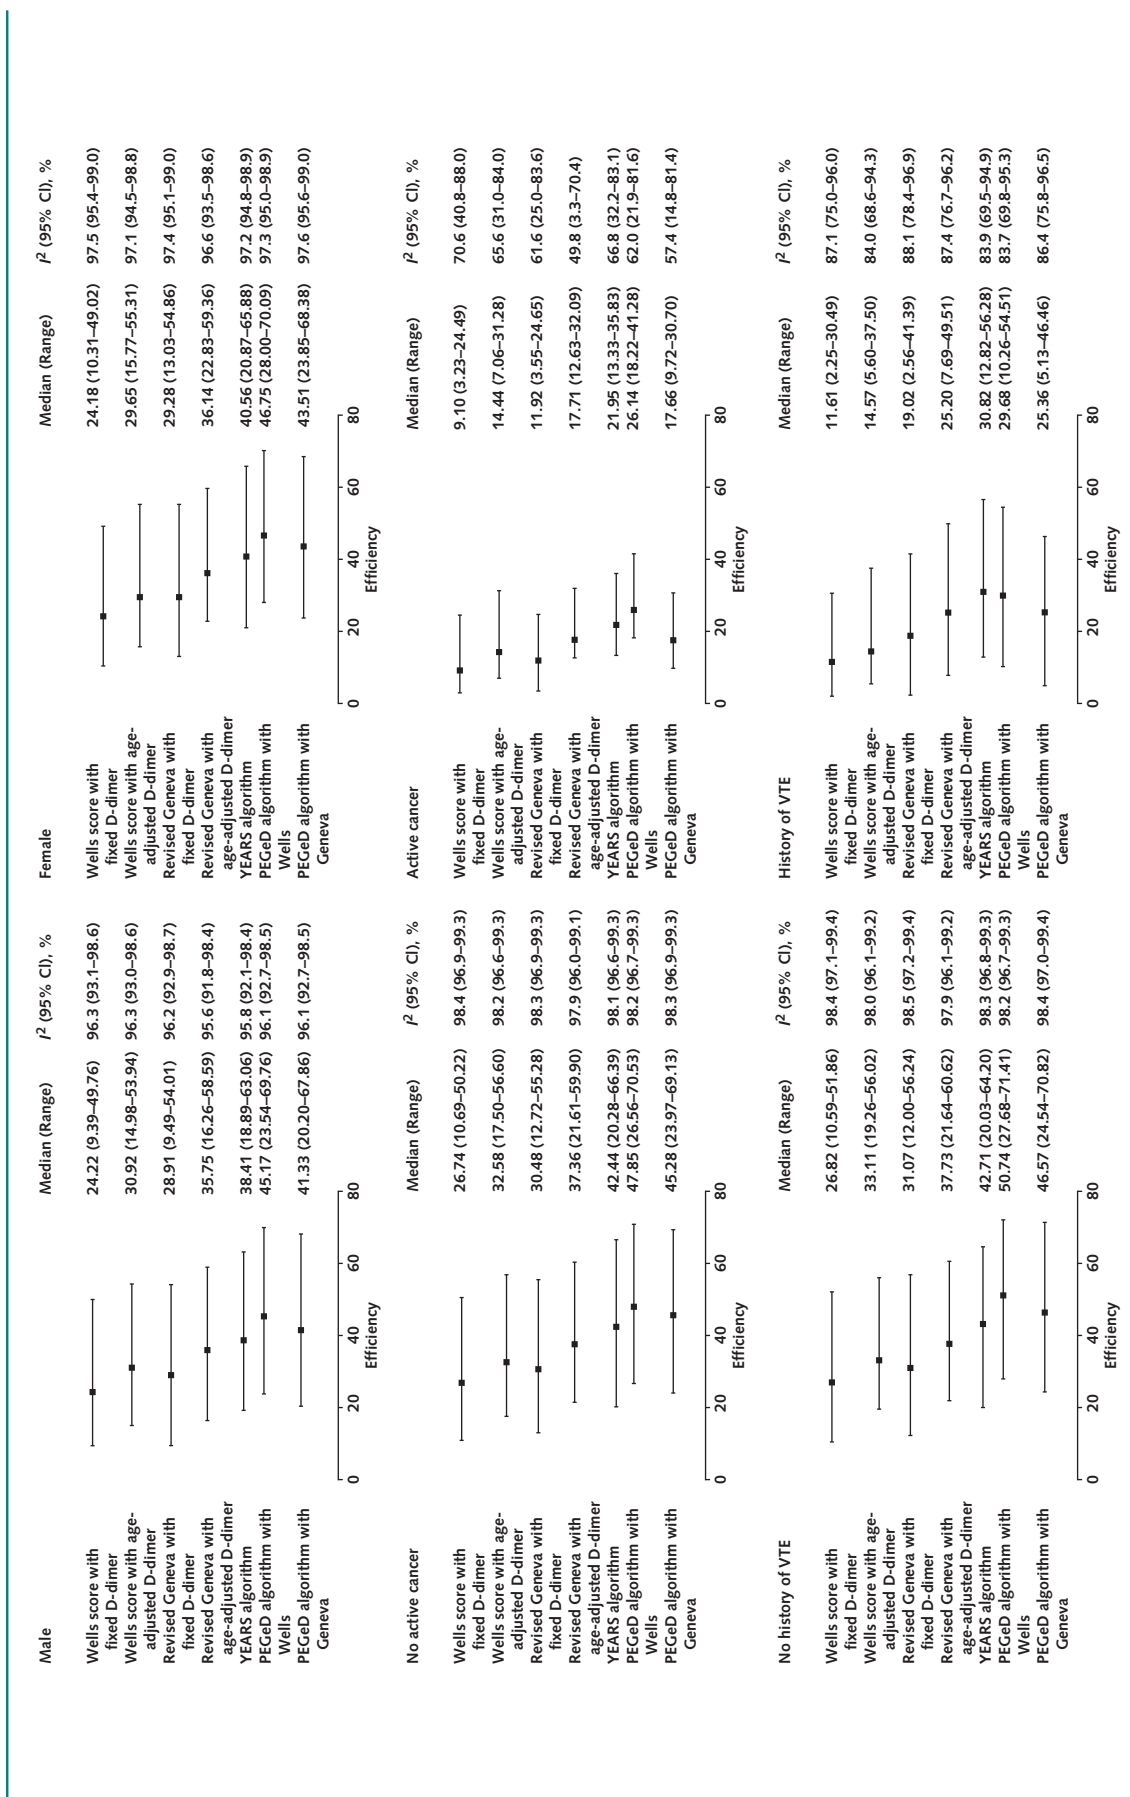 Male
Median (Range)
I² (95% CI), %
Wells score with
fixed D-dimer
24.22 (9.39–49.76)
96.3 (93.1–98.6)
Wells score with age-
adjusted D-dimer
30.92 (14.98–53.94)
96.3 (93.0–98.6)
Revised Geneva with
fixed D-dimer
28.91 (9.49–54.01)
96.2 (92.9–98.7)
Revised Geneva with
age-adjusted D-dimer
35.75 (16.26–58.59)
95.6 (91.8–98.4)
YEARS algorithm
38.41 (18.89–63.06)
95.8 (92.1–98.4)
PEGeD algorithm with
Wells
45.17 (23.54–69.76)
96.1 (92.7–98.5)
PEGeD algorithm with
Geneva
41.33 (20.20–67.86)
96.1 (92.7–98.5)
0 20 40 60 80
Efficiency
Female
Median (Range)
I² (95% CI), %
Wells score with
fixed D-dimer
24.18 (10.31–49.02)
97.5 (95.4–99.0)
Wells score with age-
adjusted D-dimer
29.65 (15.77–55.31)
97.1 (94.5–98.8)
Revised Geneva with
fixed D-dimer
29.28 (13.03–54.86)
97.4 (95.1–99.0)
Revised Geneva with
age-adjusted D-dimer
36.14 (22.83–59.36)
96.6 (93.5–98.6)
YEARS algorithm
40.56 (20.87–65.88)
97.2 (94.8–98.9)
PEGeD algorithm with
Wells
46.75 (28.00–70.09)
97.3 (95.0–98.9)
PEGeD algorithm with
Geneva
43.51 (23.85–68.38)
97.6 (95.6–99.0)
0 20 40 60 80
Efficiency
No active cancer
Median (Range)
I² (95% CI), %
Wells score with
fixed D-dimer
26.74 (10.69–50.22)
98.4 (96.9–99.3)
Wells score with age-
adjusted D-dimer
32.58 (17.50–56.60)
98.2 (96.6–99.3)
Revised Geneva with
fixed D-dimer
30.48 (12.72–55.28)
98.3 (96.9–99.3)
Revised Geneva with
age-adjusted D-dimer
37.36 (21.61–59.90)
97.9 (96.0–99.1)
YEARS algorithm
42.44 (20.28–66.39)
98.1 (96.6–99.3)
PEGeD algorithm with
Wells
47.85 (26.56–70.53)
98.2 (96.7–99.3)
PEGeD algorithm with
Geneva
45.28 (23.97–69.13)
98.3 (96.9–99.3)
0 20 40 60 80
Efficiency
Active cancer
Median (Range)
I² (95% CI), %
Wells score with
fixed D-dimer
9.10 (3.23–24.49)
70.6 (40.8–88.0)
Wells score with age-
adjusted D-dimer
14.44 (7.06–31.28)
65.6 (31.0–84.0)
Revised Geneva with
fixed D-dimer
11.92 (3.55–24.65)
61.6 (25.0–83.6)
Revised Geneva with
age-adjusted D-dimer
17.71 (12.63–32.09)
49.8 (3.3–70.4)
YEARS algorithm
21.95 (13.33–35.83)
66.8 (32.2–83.1)
PEGeD algorithm with
Wells
26.14 (18.22–41.28)
62.0 (21.9–81.6)
PEGeD algorithm with
Geneva
17.66 (9.72–30.70)
57.4 (14.8–81.4)
0 20 40 60 80
Efficiency
No history of VTE
Median (Range)
I² (95% CI), %
Wells score with
fixed D-dimer
26.82 (10.59–51.86)
98.4 (97.1–99.4)
Wells score with age-
adjusted D-dimer
33.11 (19.26–56.02)
98.0 (96.1–99.2)
Revised Geneva with
fixed D-dimer
31.07 (12.00–56.24)
98.5 (97.2–99.4)
Revised Geneva with
age-adjusted D-dimer
37.73 (21.64–60.62)
97.9 (96.1–99.2)
YEARS algorithm
42.71 (20.03–64.20)
98.3 (96.8–99.3)
PEGeD algorithm with
Wells
50.74 (27.68–71.41)
98.2 (96.7–99.3)
PEGeD algorithm with
Geneva
46.57 (24.54–70.82)
98.4 (97.0–99.4)
0 20 40 60 80
Efficiency
History of VTE
Median (Range)
I² (95% CI), %
Wells score with
fixed D-dimer
11.61 (2.25–30.49)
87.1 (75.0–96.0)
Wells score with age-
adjusted D-dimer
14.57 (5.60–37.50)
84.0 (68.6–94.3)
Revised Geneva with
fixed D-dimer
19.02 (2.56–41.39)
88.1 (78.4–96.9)
Revised Geneva with
age-adjusted D-dimer
25.20 (7.69–49.51)
87.4 (76.7–96.2)
YEARS algorithm
30.82 (12.82–56.28)
83.9 (69.5–94.9)
PEGeD algorithm with
Wells
29.68 (10.26–54.51)
83.7 (69.8–95.3)
PEGeD algorithm with
Geneva
25.36 (5.13–46.46)
86.4 (75.8–96.5)
0 20 40 60 80
Efficiency